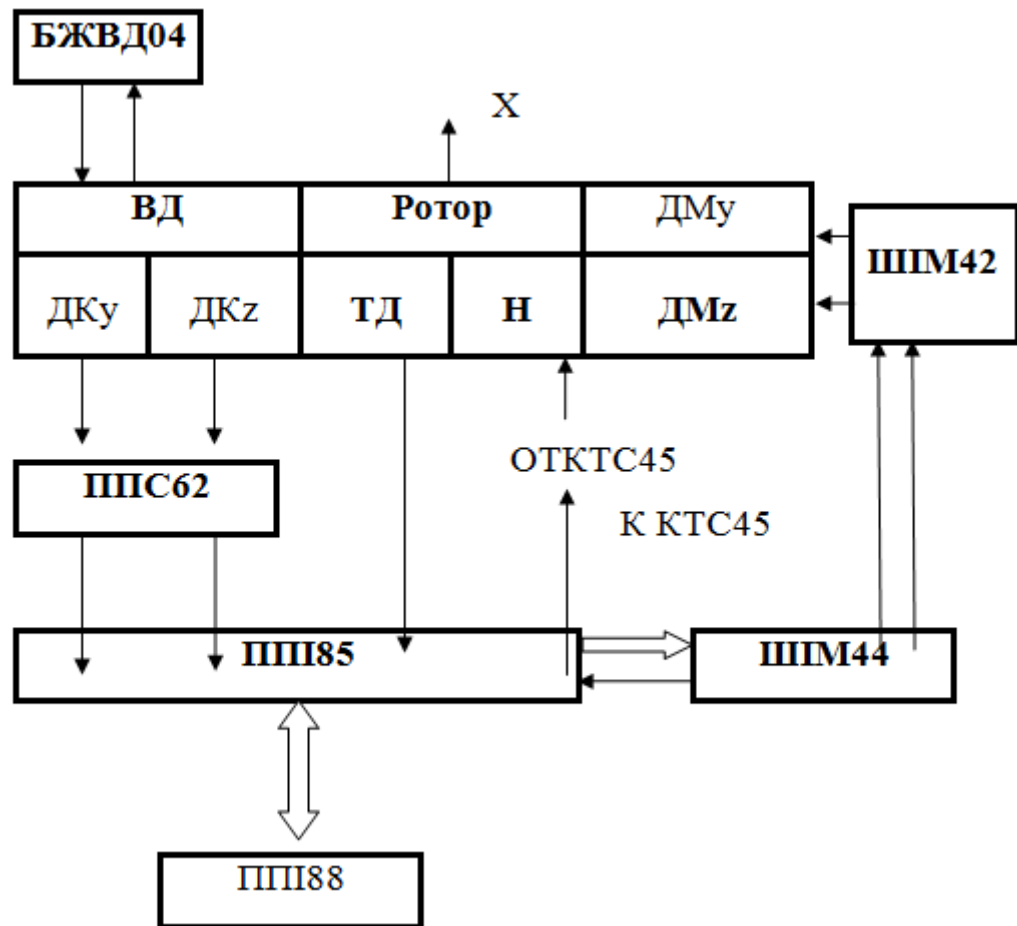 БЖВД04
Х
ВД Ротор ДМу
ШІМ42
ДКу ДКz ТД Н ДМz
ОТКТС45
ППС62
К КТС45
ППІ85 ШІМ44
ППІ88